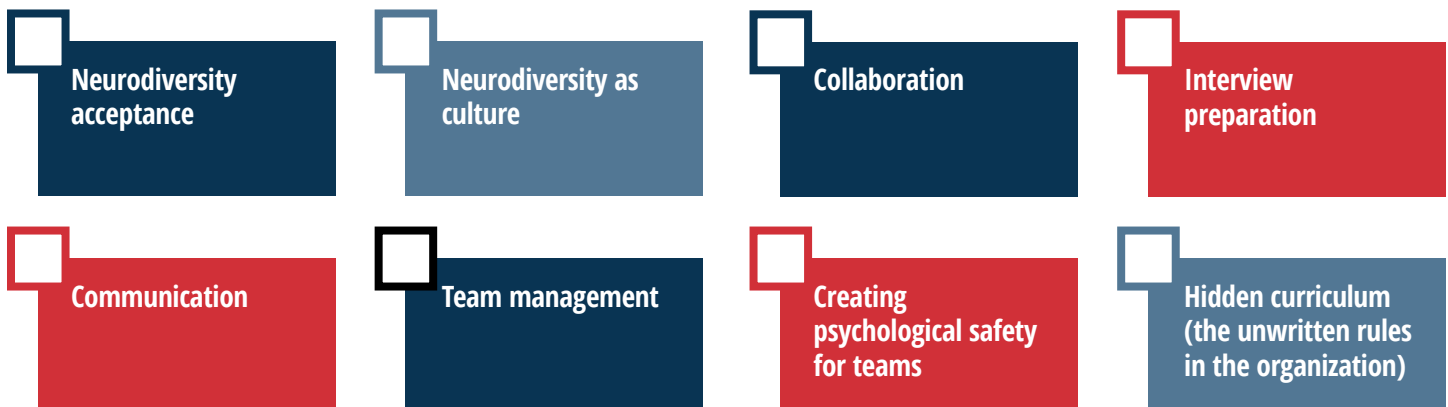 Neurodiversity
acceptance
Neurodiversity as
culture
Collaboration
Interview
preparation
Communication
Team management
Creating
psychological safety
for teams
Hidden curriculum
(the unwritten rules
in the organization)